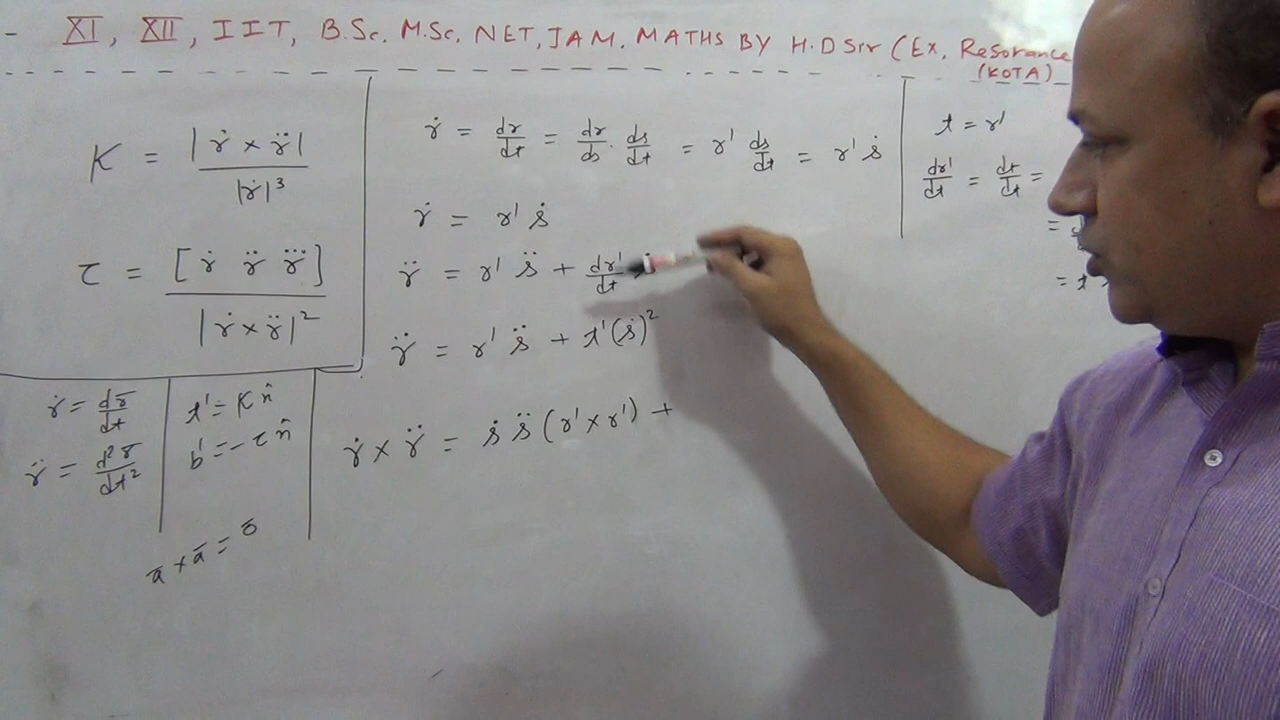 - XI, XII, IIT, B.Sc, M.Sc, NET, JAM, MATHS BY H.D Sir (Ex. Resonance
(KOTA)
K = |ṙ × r̈| / |ṙ|³
τ = [ṙ r̈ r⃛] / |ṙ × r̈|²
ṙ = dr̄/dt
r̈ = d²r̄/dt²
t' = K n̂
b' = -τ n̂
ā × ā = ō
ṙ = dr/dt = dr/ds . ds/dt = r' ds/dt = r' ṡ
ṙ = r' ṡ
r̈ = r' s̈ + dr'/dt
r̈ = r' s̈ + t'(ṡ)²
ṙ × r̈ = ṡ s̈ (r' × r') +
t = r'
dr'/dt = dt/dt =
=
= t'